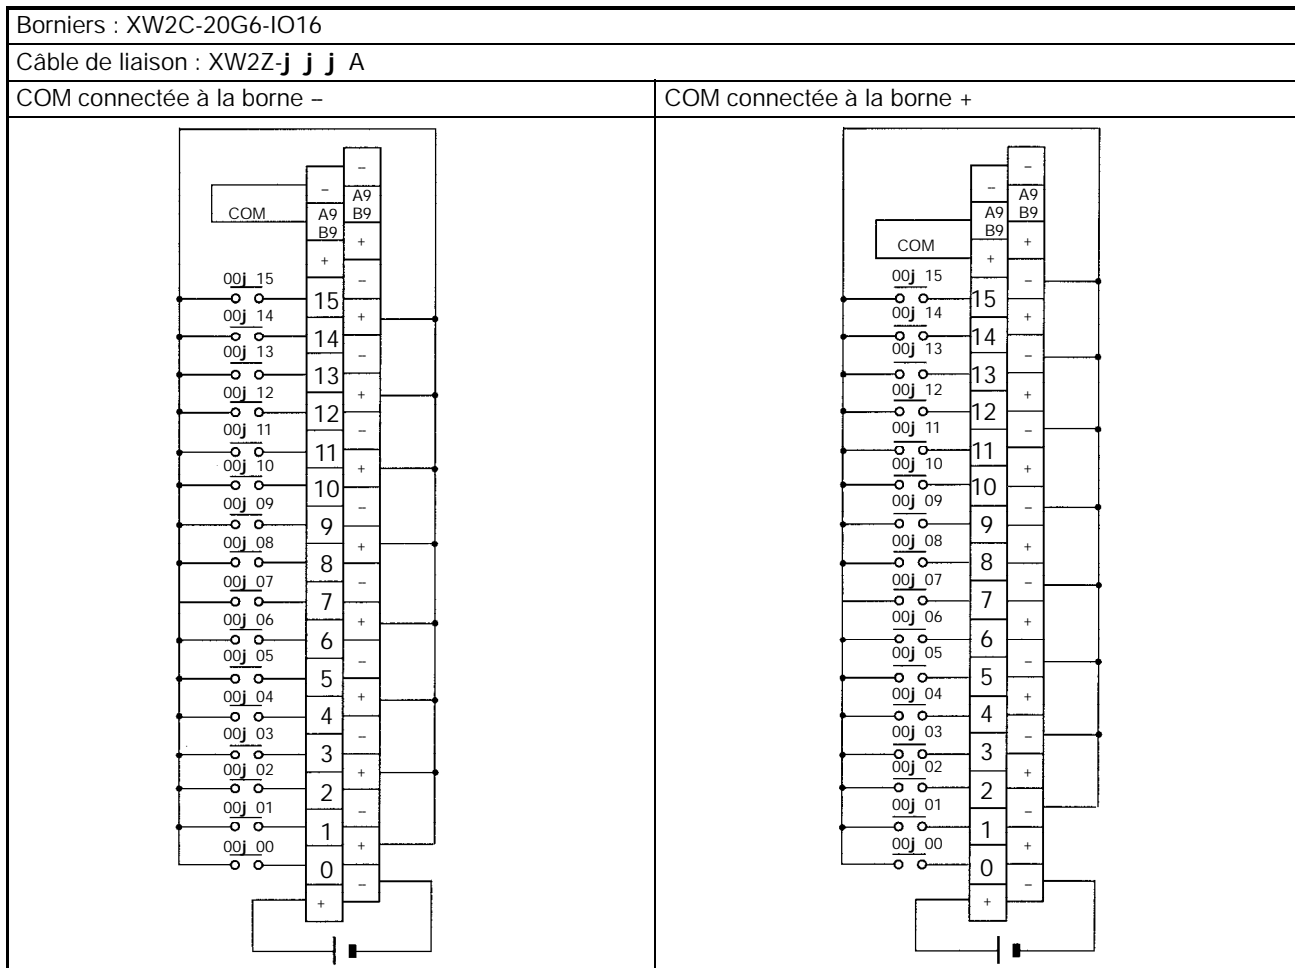 Borniers : XW2C-20G6-IO16
Câble de liaison : XW2Z-j j j A
COM connectée à la borne –
COM connectée à la borne +
–
–
A9
B9
COM
A9
B9
+
+
–
00j 15
15
+
00j 14
14
–
00j 13
13
+
00j 12
12
–
00j 11
11
+
00j 10
10
–
00j 09
9
+
00j 08
8
–
00j 07
7
+
00j 06
6
–
00j 05
5
+
00j 04
4
–
00j 03
3
+
00j 02
2
–
00j 01
1
+
00j 00
0
–
+
–
–
A9
B9
A9
B9
+
COM
+
–
00j 15
15
+
00j 14
14
–
00j 13
13
+
00j 12
12
–
00j 11
11
+
00j 10
10
–
00j 09
9
+
00j 08
8
–
00j 07
7
+
00j 06
6
–
00j 05
5
+
00j 04
4
–
00j 03
3
+
00j 02
2
–
00j 01
1
+
00j 00
0
–
+